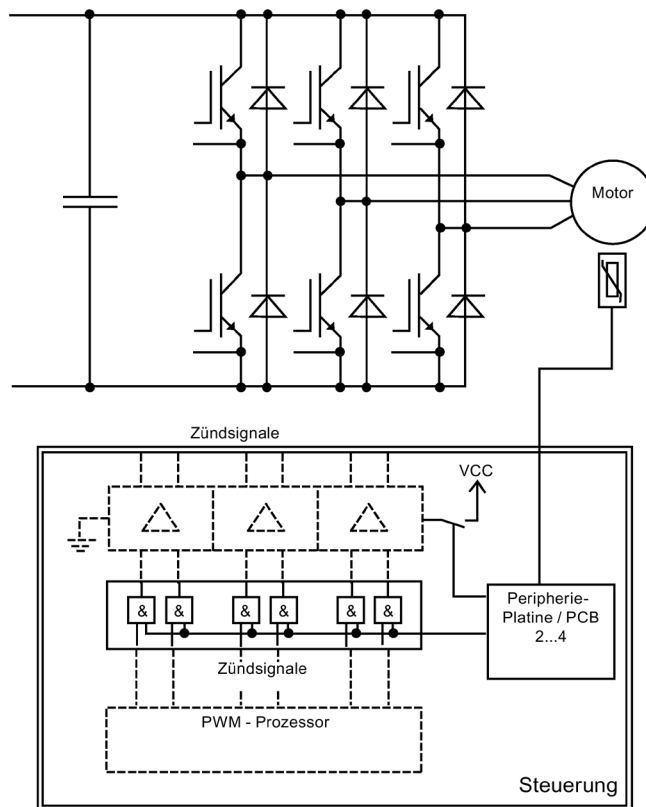 Motor
Zündsignale
VCC
& & & & & &
Peripherie-
Platine / PCB
2...4
Zündsignale
PWM - Prozessor
Steuerung